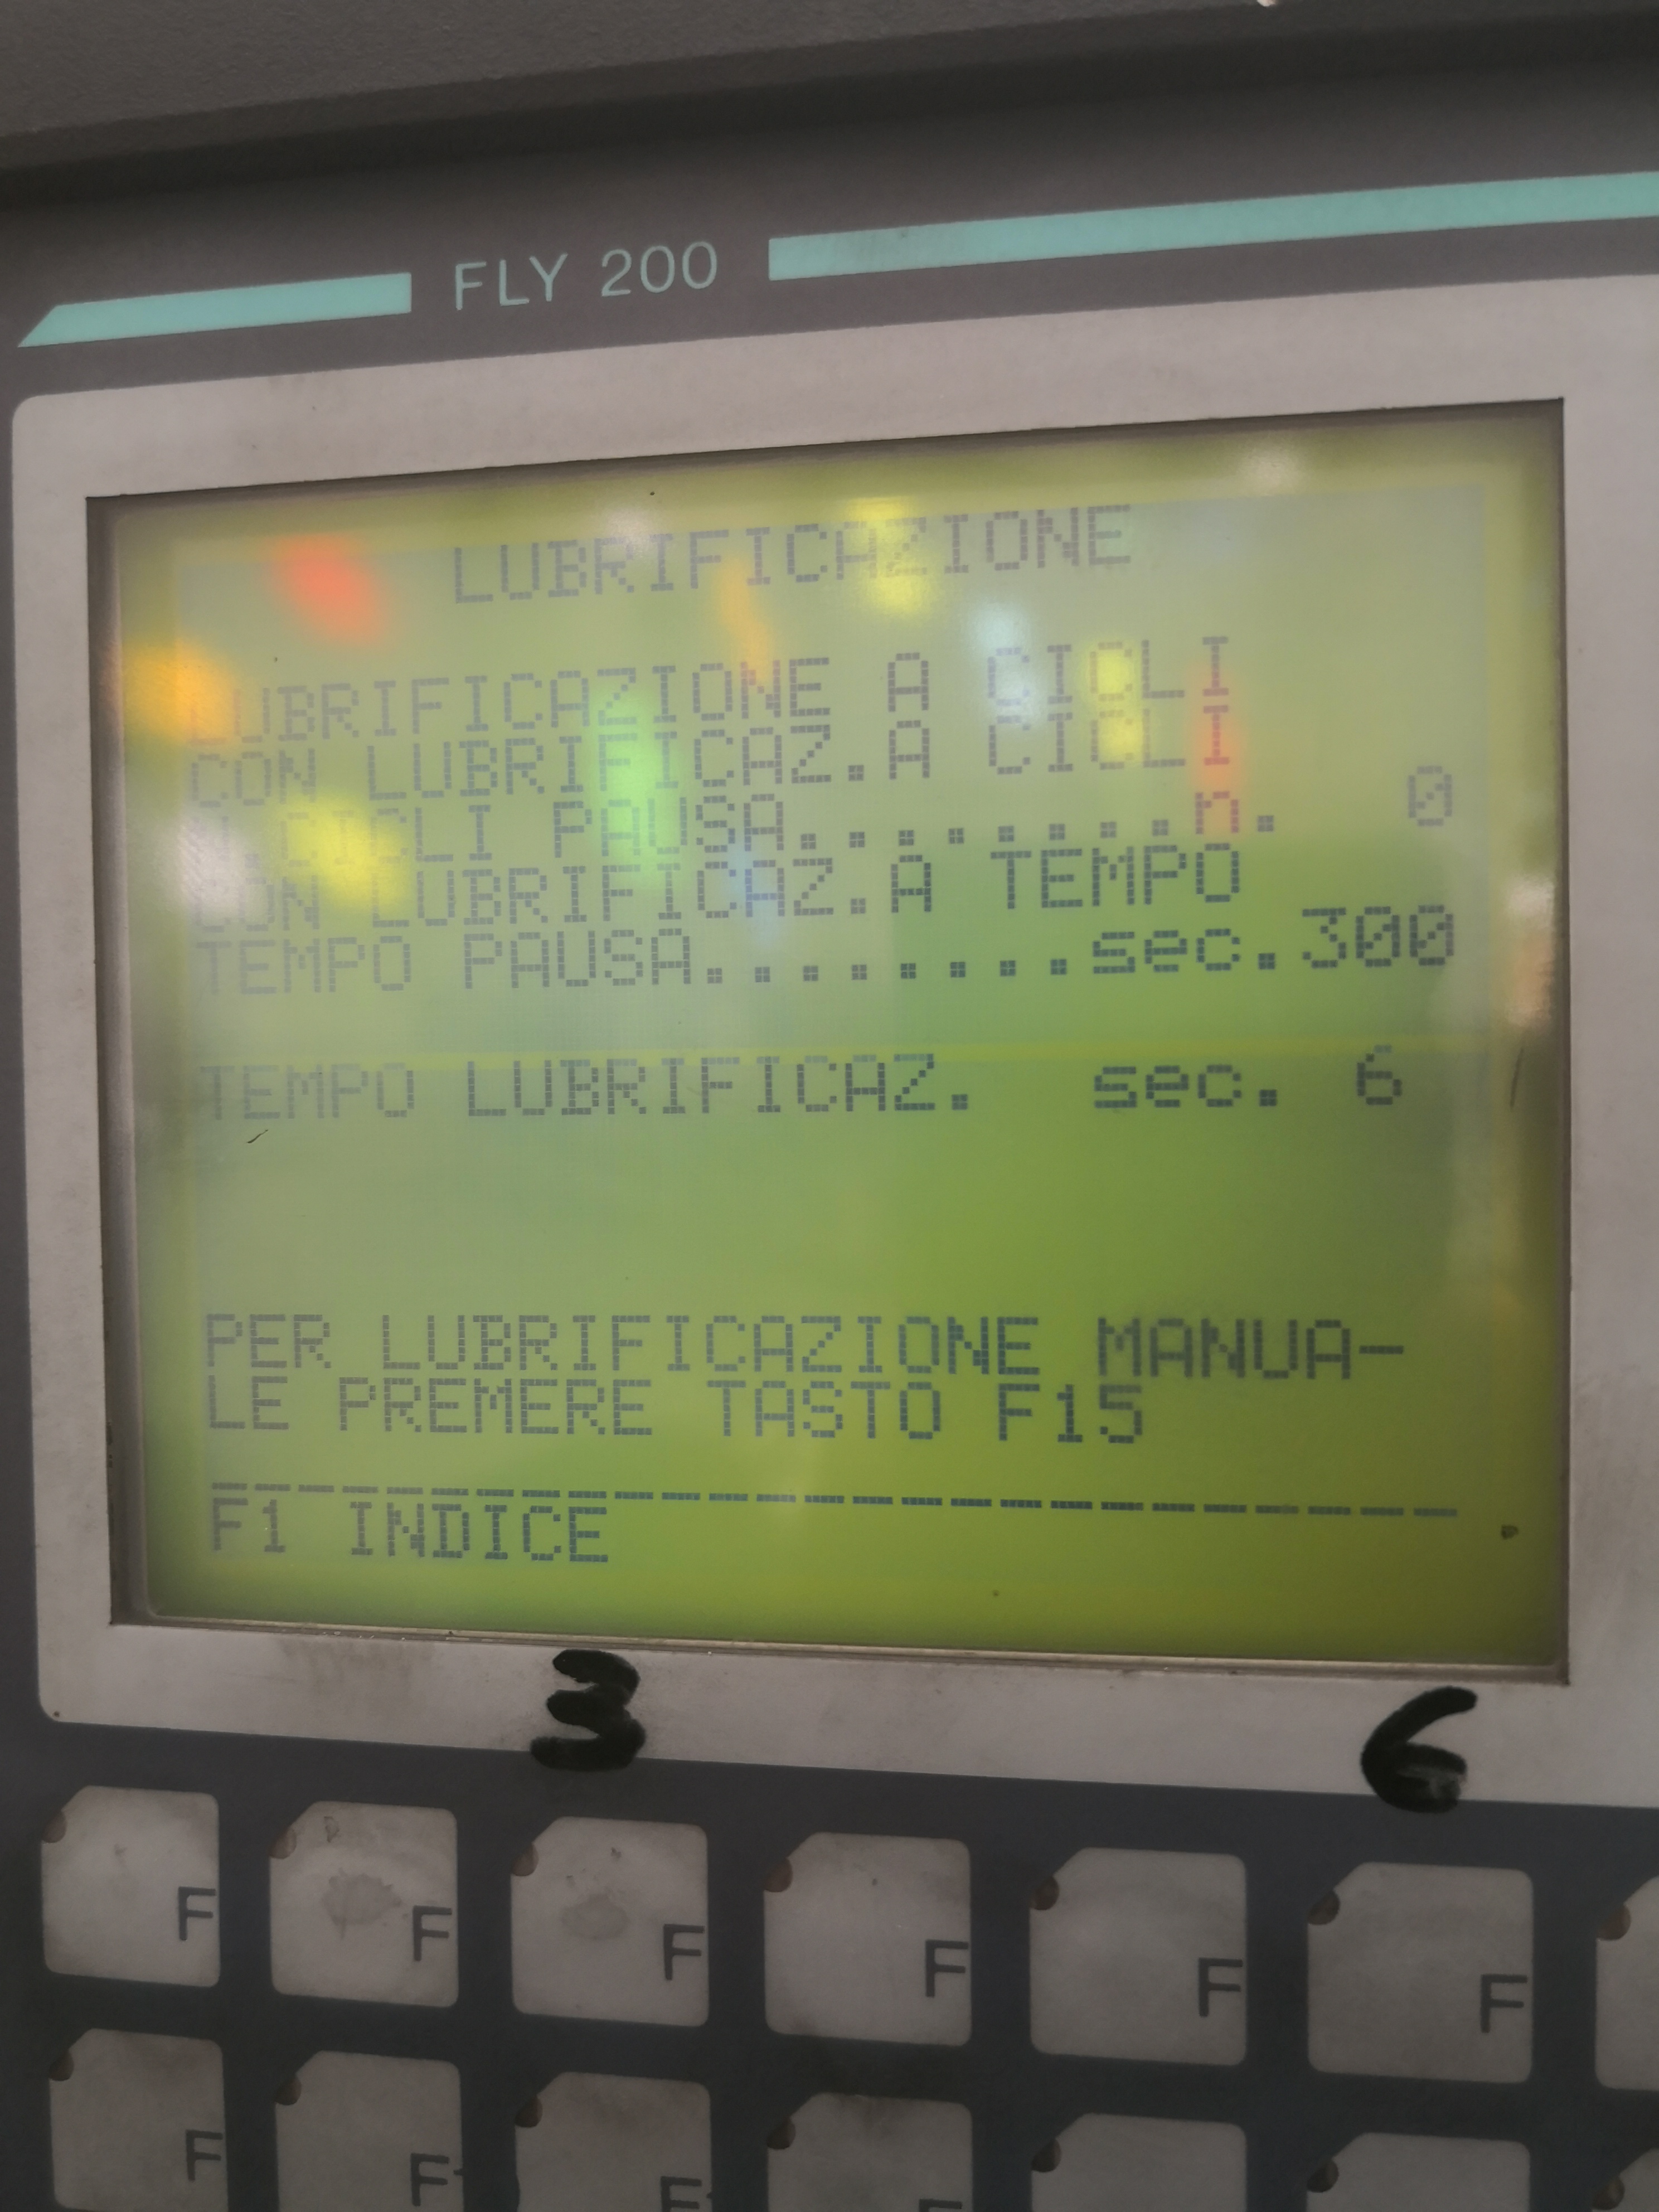 FLY 200
LUBRIFICAZIONE
LUBRIFICAZIONE A CICLI
CON LUBRIFICAZ.A CICLI
N.CICLI PAUSA........n. 0
CON LUBRIFICAZ.A TEMPO
TEMPO PAUSA........sec.300
TEMPO LUBRIFICAZ. sec. 6
PER LUBRIFICAZIONE MANUA-
LE PREMERE TASTO F15
F1 INDICE
3 6
F F F F F F
F F F